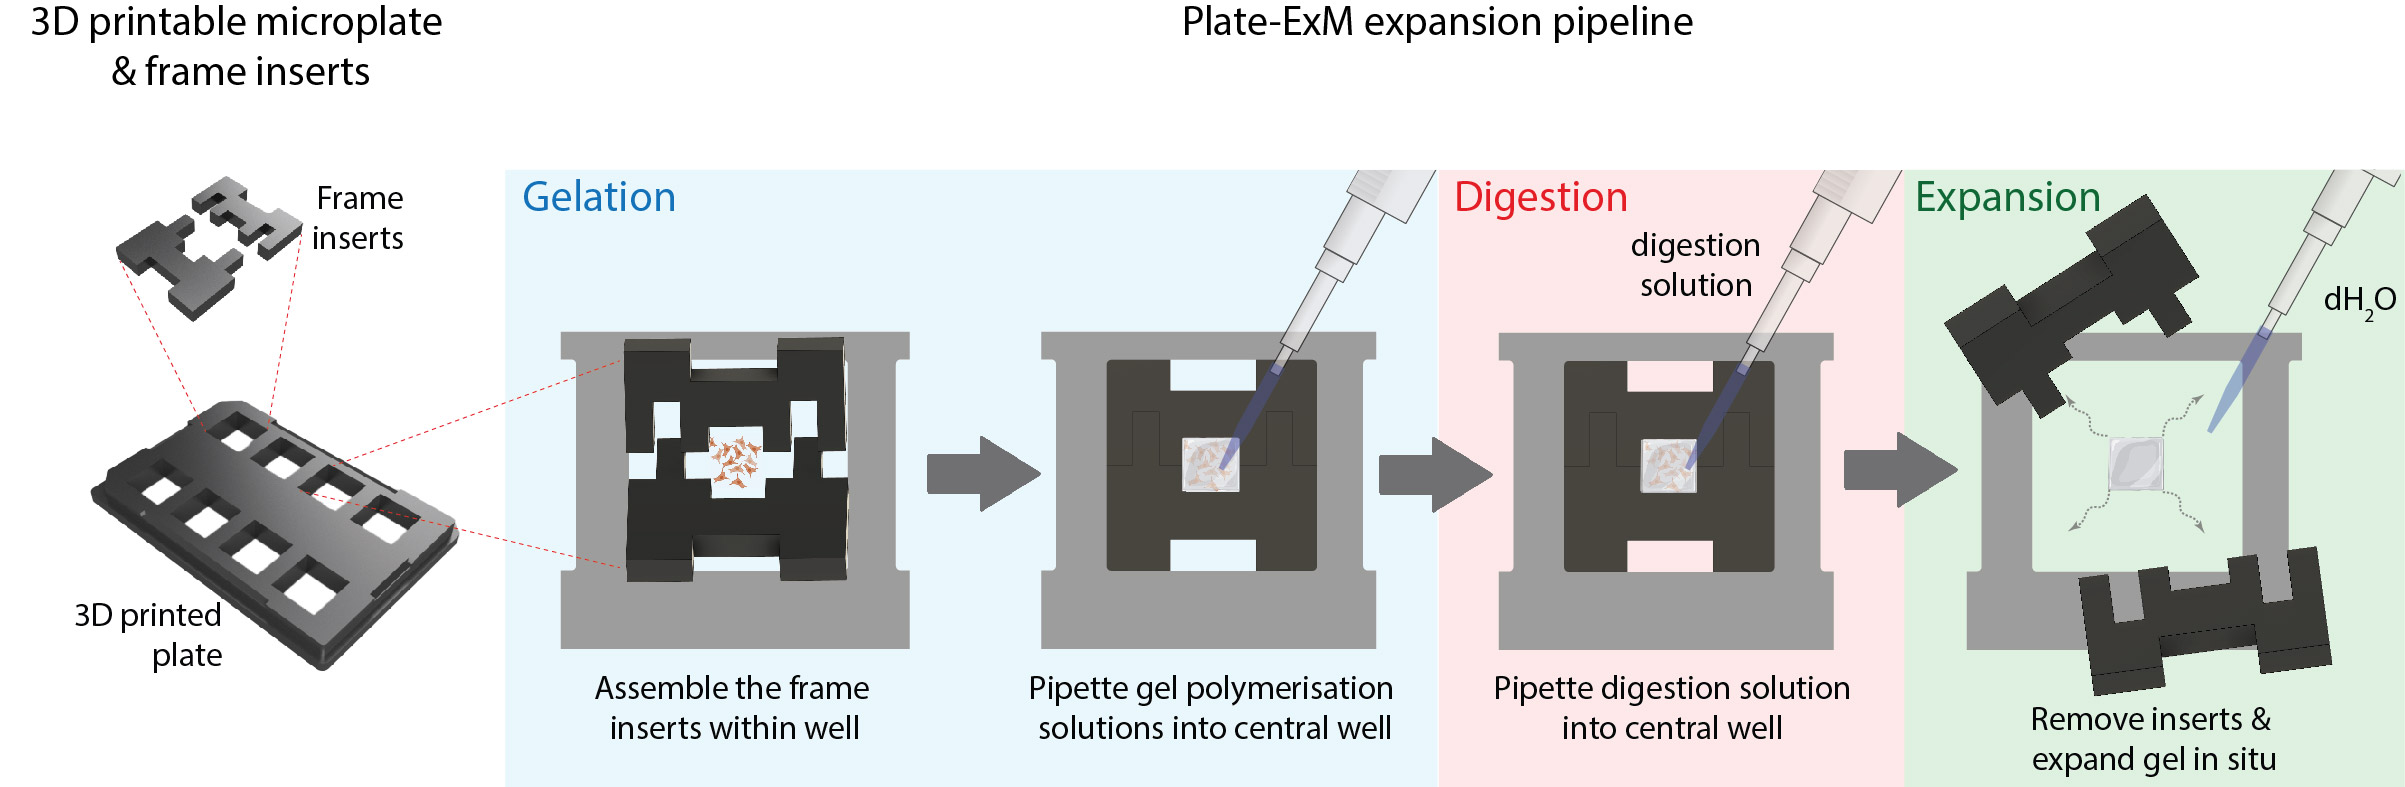 3D printable microplate
& frame inserts
Plate-ExM expansion pipeline
Frame
inserts
3D printed
plate
Gelation
Assemble the frame
inserts within well
Pipette gel polymerisation
solutions into central well
Digestion
digestion
solution
Pipette digestion solution
into central well
Expansion
dH₂O
Remove inserts &
expand gel in situ